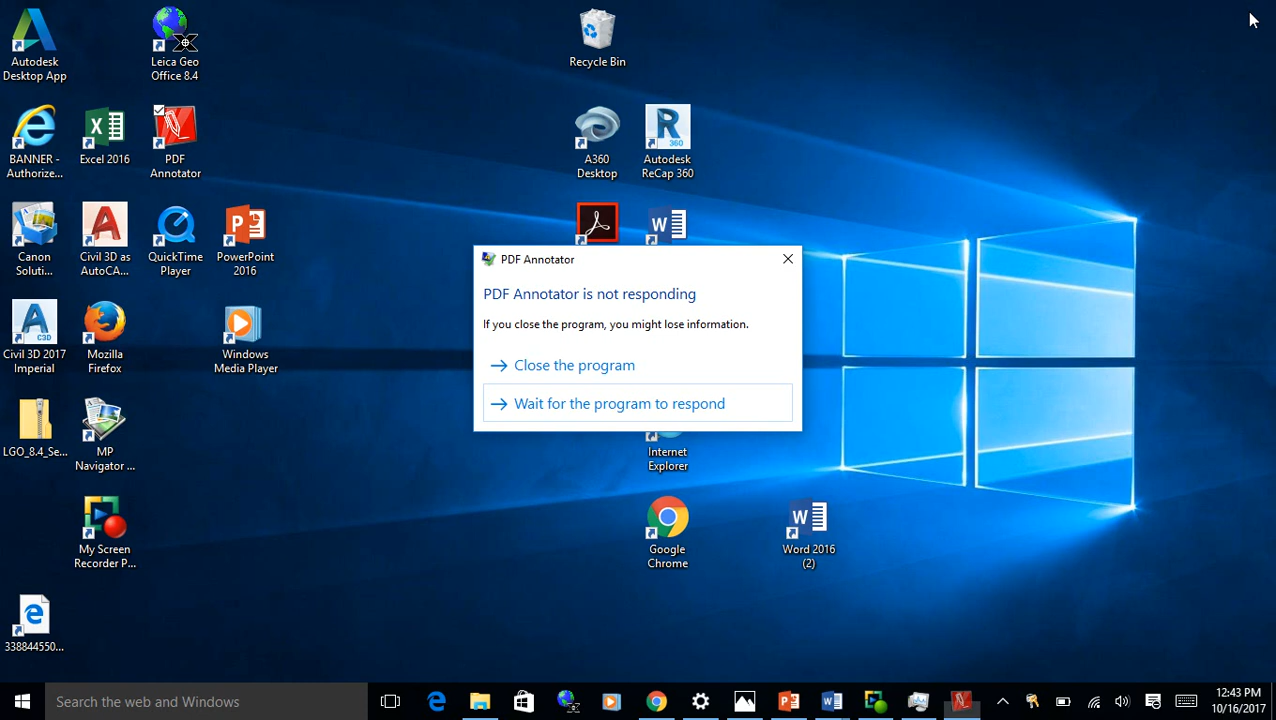 Autodesk
Desktop App
Leica Geo
Office 8.4
Recycle Bin
BANNER -
Authorize...
Excel 2016
PDF
Annotator
A360
Desktop
R
360
Autodesk
ReCap 360
Canon
Soluti...
Civil 3D as
AutoCA...
QuickTime
Player
PowerPoint
2016
PDF Annotator
PDF Annotator is not responding
If you close the program, you might lose information.
Close the program
Wait for the program to respond
C3D
Civil 3D 2017
Imperial
Mozilla
Firefox
Windows
Media Player
LGO_8.4_Se...
MP
Navigator ...
Internet
Explorer
My Screen
Recorder P...
Google
Chrome
Word 2016
(2)
338844550...
Search the web and Windows
12:43 PM
10/16/2017